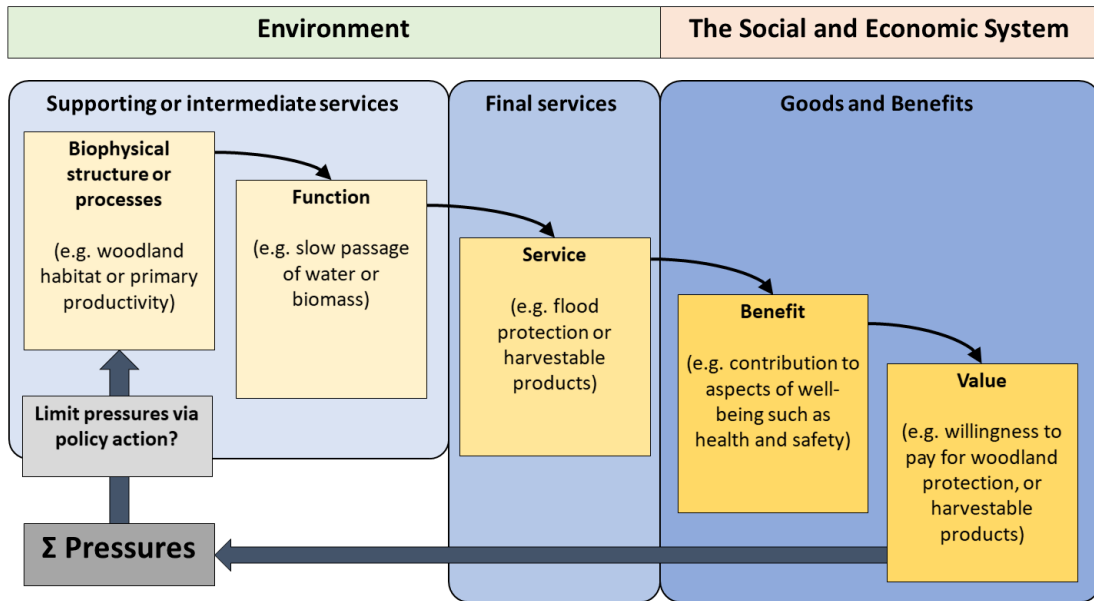 Environment
The Social and Economic System
Supporting or intermediate services
Final services
Goods and Benefits
Biophysical
structure or
processes
(e.g. woodland
habitat or primary
productivity)
Function
(e.g. slow passage
of water or
biomass)
Service
(e.g. flood
protection or
harvestable
products)
Benefit
(e.g. contribution to
aspects of well-
being such as
health and safety)
Value
(e.g. willingness to
pay for woodland
protection, or
harvestable
products)
Limit pressures via
policy action?
Σ Pressures